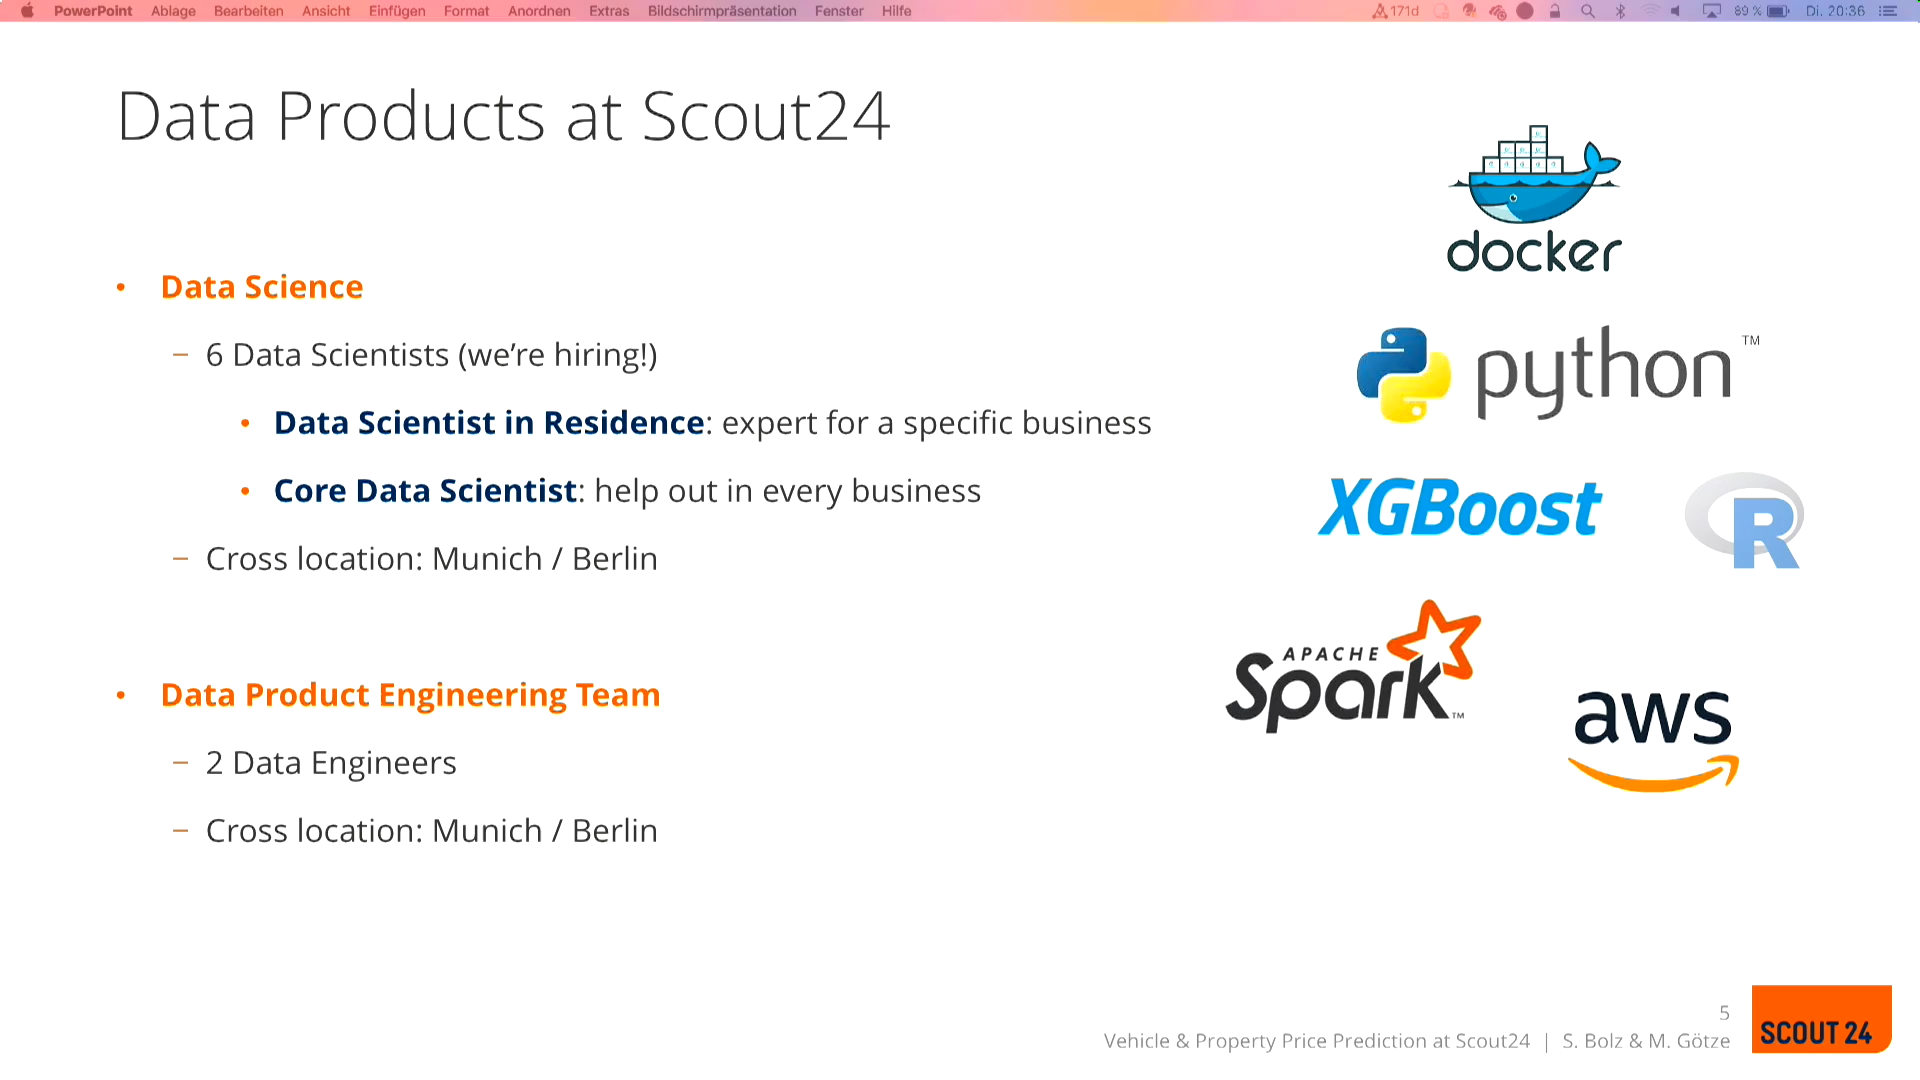 PowerPoint Ablage Bearbeiten Ansicht Einfügen Format Anordnen Extras Bildschirmpräsentation Fenster Hilfe 171d 89 % Di. 20:36
Data Products at Scout24
• Data Science
– 6 Data Scientists (we’re hiring!)
• Data Scientist in Residence: expert for a specific business
• Core Data Scientist: help out in every business
– Cross location: Munich / Berlin
• Data Product Engineering Team
– 2 Data Engineers
– Cross location: Munich / Berlin
docker
python™
XGBoost
R
APACHE
Spark™
aws
5
Vehicle & Property Price Prediction at Scout24 | S. Bolz & M. Götze
SCOUT 24